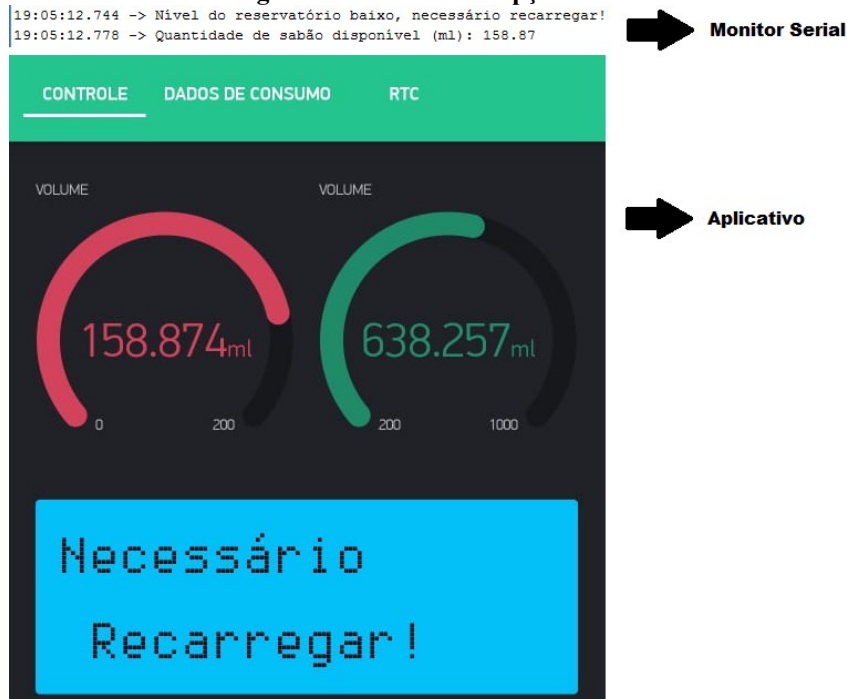 19:05:12.744 -> Nível do reservatório baixo, necessário recarregar!
19:05:12.778 -> Quantidade de sabão disponível (ml): 158.87
Monitor Serial
CONTROLE DADOS DE CONSUMO RTC
VOLUME VOLUME
Aplicativo
158.874ml 638.257ml
0 200 200 1000
Necessário
Recarregar!